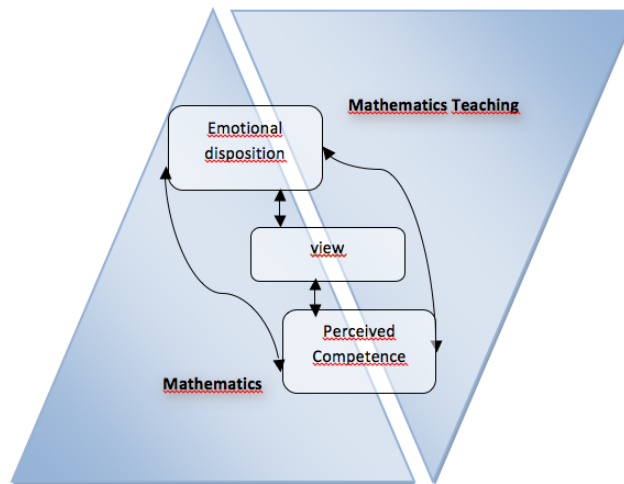 Mathematics Teaching
Emotional
disposition
view
Perceived
Competence
Mathematics